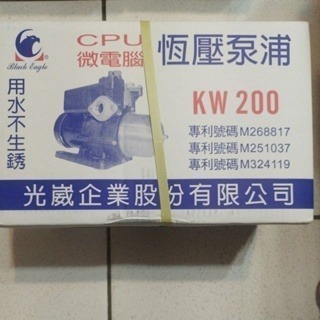 Black Eagle
CPU
微電腦
恆壓泵浦
用水不生銹
KW 200
專利號碼M268817
專利號碼M251037
專利號碼M324119
光崴企業股份有限公司